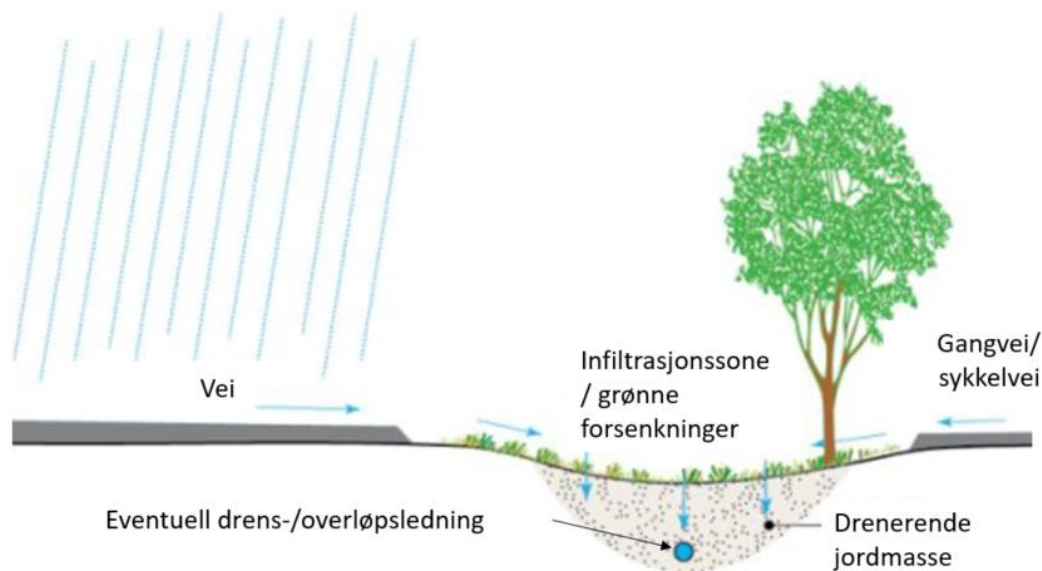 Vei
Infiltrasjonssone
/ grønne
forsenkninger
Gangvei/
sykkelvei
Eventuell drens-/overløpsledning
Drenerende
jordmasse